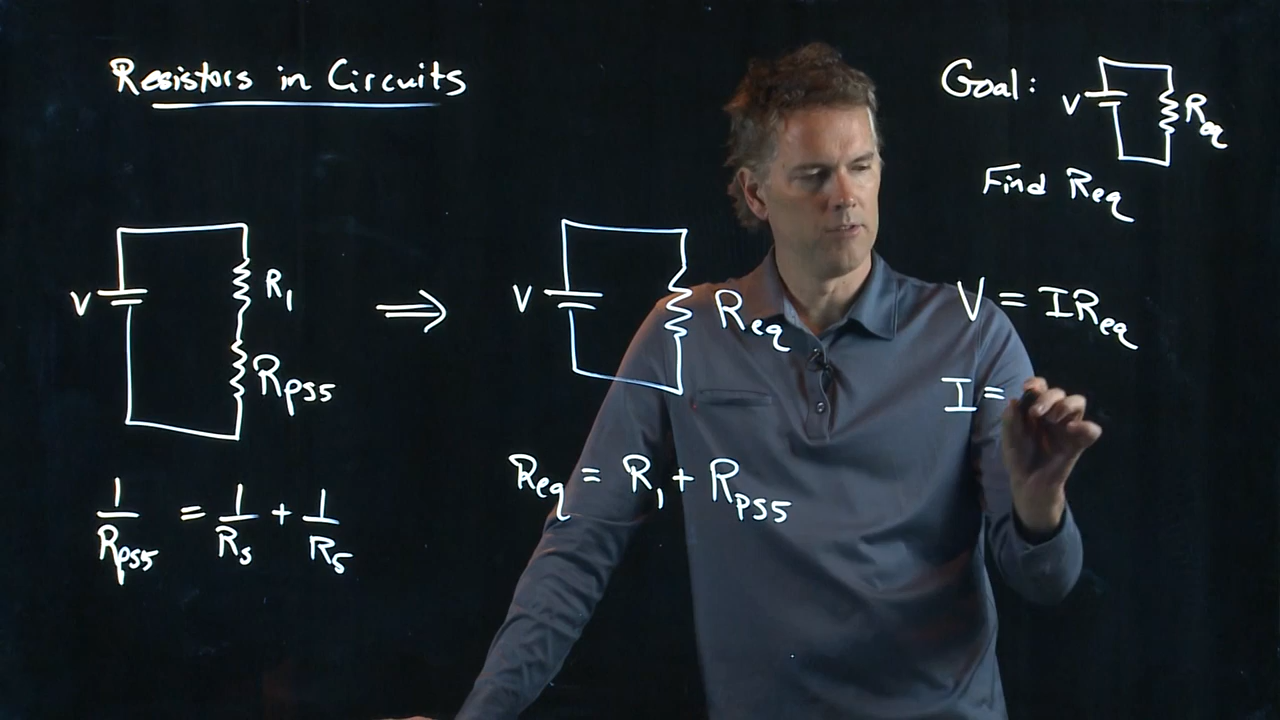 Resistors in Circuits
Goal: V Req
Find Req
V R1 Rps5
⇒
V Req
V = IReq
I =
1/Rps5 = 1/Rs + 1/R5
Req = R1 + Rps5